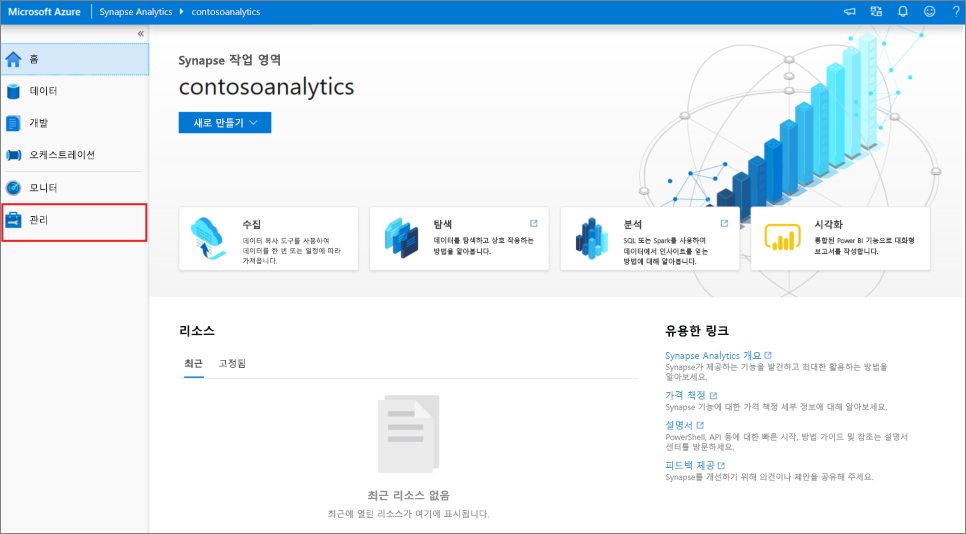 Microsoft Azure Synapse Analytics contosoanalytics ?
홈
데이터
개발
오케스트레이션
모니터
관리
Synapse 작업 영역
contosoanalytics
새로 만들기
수집
데이터 복사 도구를 사용하여
데이터를 한 번 또는 일정에 따라
가져옵니다.
탐색
데이터를 탐색하고 상호 작용하는
방법을 알아봅니다.
분석
SQL 또는 Spark를 사용하여
데이터에서 인사이트를 얻는
방법에 대해 알아봅니다.
시각화
통합된 Power BI 기능으로 대화형
보고서를 작성합니다.
리소스
최근 고정됨
최근 리소스 없음
최근에 열린 리소스가 여기에 표시됩니다.
유용한 링크
Synapse Analytics 개요
Synapse가 제공하는 기능을 발견하고 최대한 활용하는 방법을
알아보세요.
가격 책정
Synapse 기능에 대한 가격 책정 세부 정보에 대해 알아보세요.
설명서
PowerShell, API 등에 대한 빠른 시작, 방법 가이드 및 참조는 설명서
센터를 방문하세요.
피드백 제공
Synapse를 개선하기 위해 의견이나 제안을 공유해 주세요.